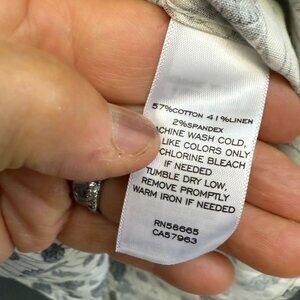 57%COTTON 41%LINEN
2%SPANDEX
ACHINE WASH COLD,
LIKE COLORS ONLY
CHLORINE BLEACH
IF NEEDED
TUMBLE DRY LOW,
REMOVE PROMPTLY
WARM IRON IF NEEDED
RN58665
CA57963